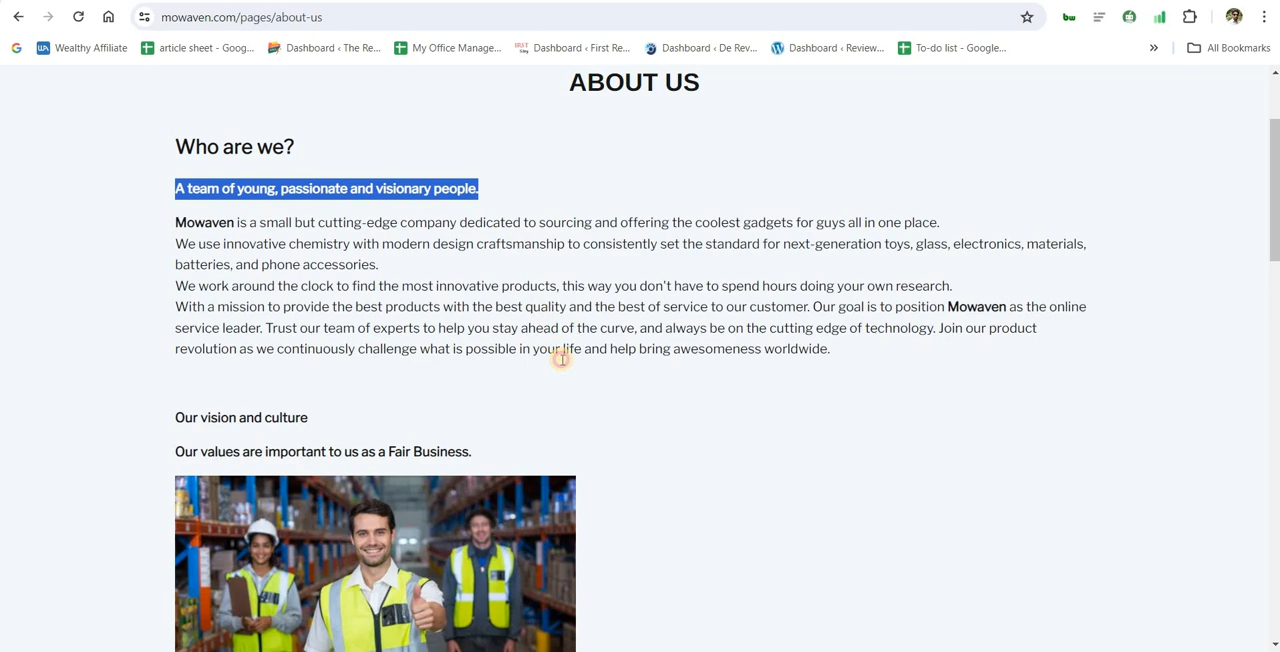 mowaven.com/pages/about-us
Wealthy Affiliate
article sheet - Goog...
Dashboard ‹ The Re...
My Office Manage...
Dashboard ‹ First Re...
Dashboard ‹ De Rev...
Dashboard ‹ Review...
To-do list - Google...
»
All Bookmarks
ABOUT US
Who are we?
A team of young, passionate and visionary people.
Mowaven is a small but cutting-edge company dedicated to sourcing and offering the coolest gadgets for guys all in one place.
We use innovative chemistry with modern design craftsmanship to consistently set the standard for next-generation toys, glass, electronics, materials,
batteries, and phone accessories.
We work around the clock to find the most innovative products, this way you don't have to spend hours doing your own research.
With a mission to provide the best products with the best quality and the best of service to our customer. Our goal is to position Mowaven as the online
service leader. Trust our team of experts to help you stay ahead of the curve, and always be on the cutting edge of technology. Join our product
revolution as we continuously challenge what is possible in your life and help bring awesomeness worldwide.
Our vision and culture
Our values are important to us as a Fair Business.